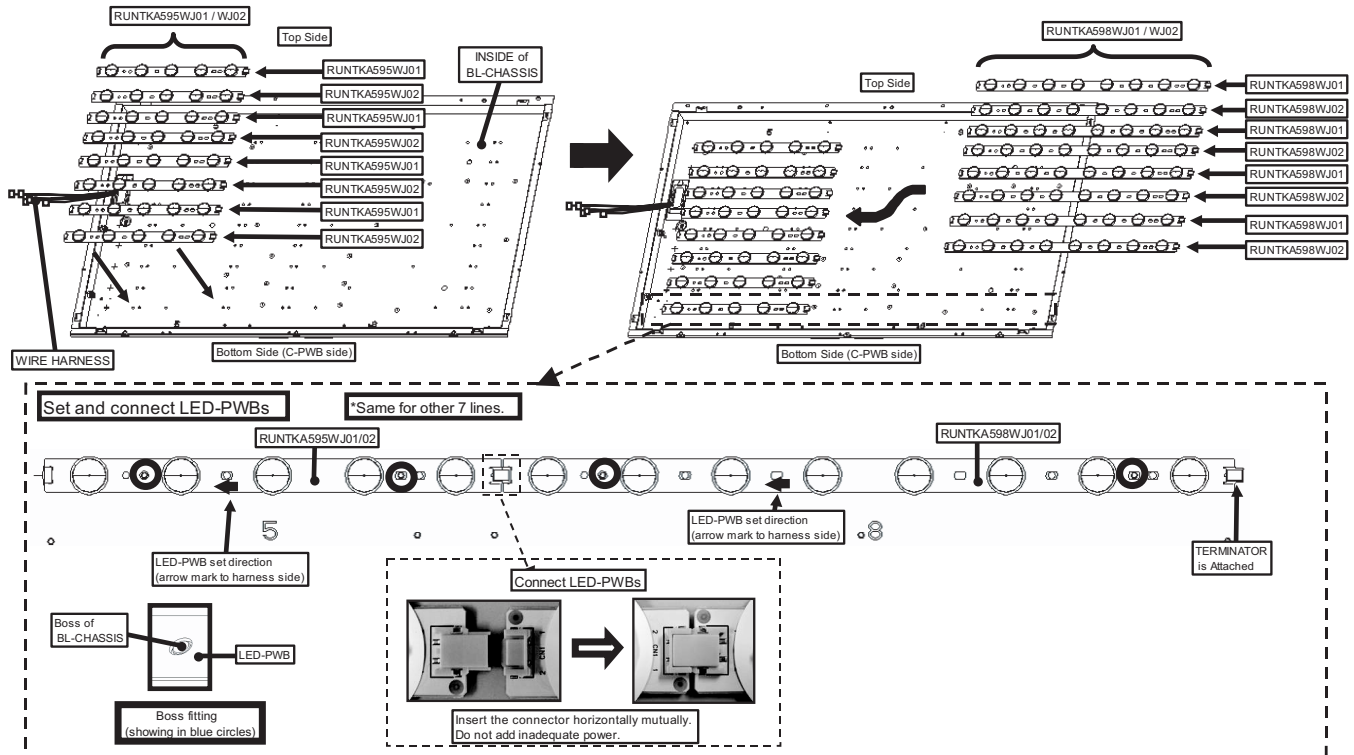 RUNTKA595WJ01 / WJ02
Top Side
RUNTKA595WJ01
RUNTKA595WJ02
RUNTKA595WJ01
RUNTKA595WJ02
RUNTKA595WJ01
RUNTKA595WJ02
RUNTKA595WJ01
RUNTKA595WJ02
INSIDE of
BL-CHASSIS
WIRE HARNESS
Bottom Side (C-PWB side)
RUNTKA598WJ01 / WJ02
Top Side
RUNTKA598WJ01
RUNTKA598WJ02
RUNTKA598WJ01
RUNTKA598WJ02
RUNTKA598WJ01
RUNTKA598WJ02
RUNTKA598WJ01
RUNTKA598WJ02
Bottom Side (C-PWB side)
Set and connect LED-PWBs
*Same for other 7 lines.
RUNTKA595WJ01/02
RUNTKA598WJ01/02
5
8
LED-PWB set direction
(arrow mark to harness side)
LED-PWB set direction
(arrow mark to harness side)
TERMINATOR
is Attached
Boss of
BL-CHASSIS
LED-PWB
Boss fitting
(showing in blue circles)
Connect LED-PWBs
CN1
2
2
CN1
1
Insert the connector horizontally mutually.
Do not add inadequate power.